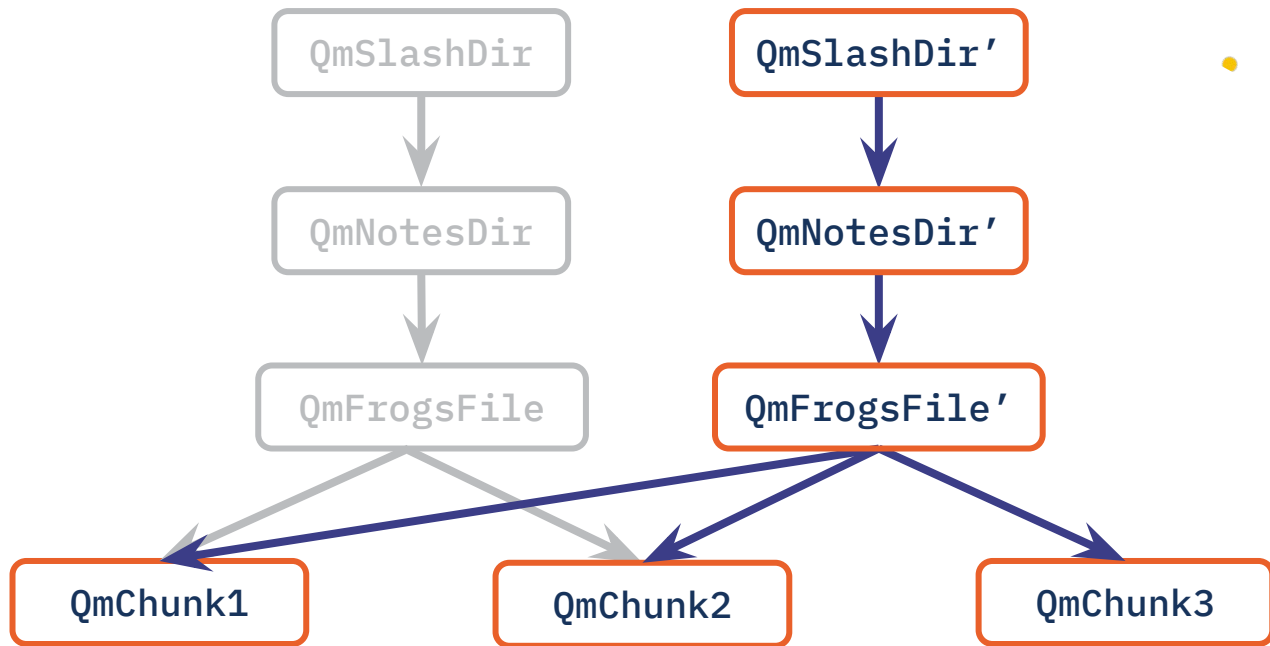 QmSlashDir
QmSlashDir’
QmNotesDir
QmNotesDir’
QmFrogsFile
QmFrogsFile’
QmChunk1
QmChunk2
QmChunk3